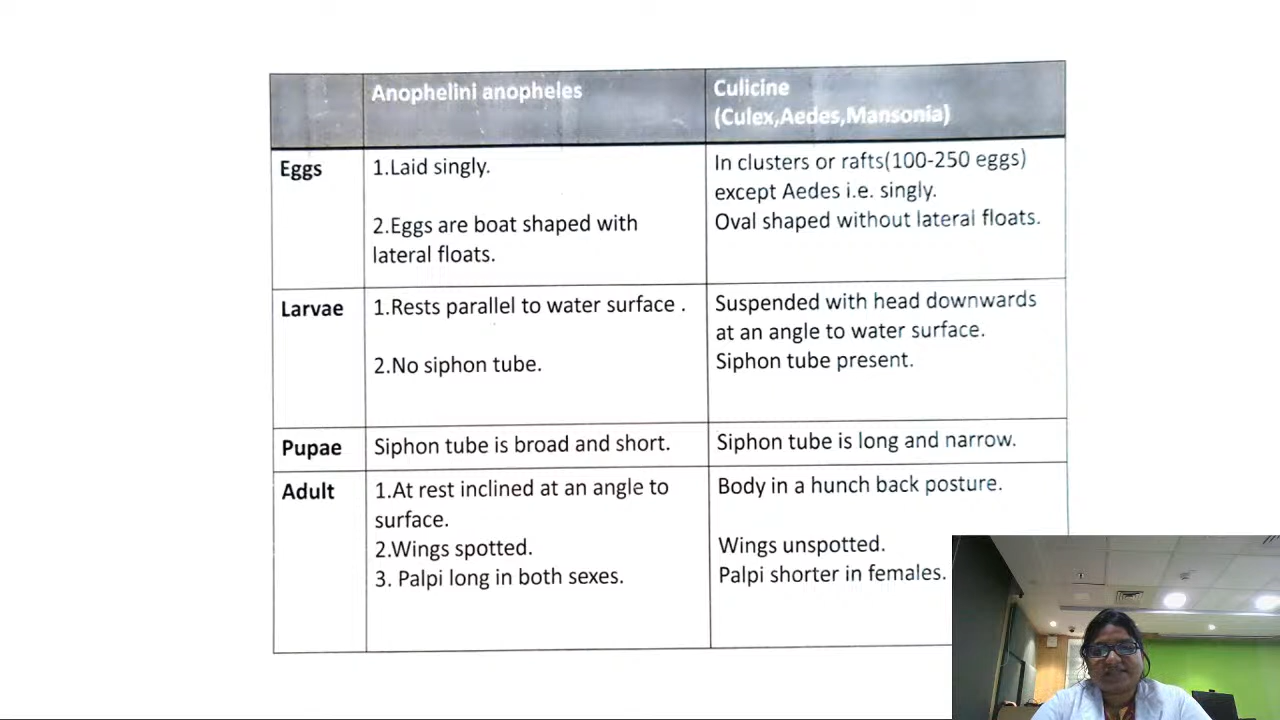 Anophelini anopheles
Culicine
(Culex,Aedes,Mansonia)
Eggs
1.Laid singly.
2.Eggs are boat shaped with
lateral floats.
In clusters or rafts(100-250 eggs)
except Aedes i.e. singly.
Oval shaped without lateral floats.
Larvae
1.Rests parallel to water surface .
2.No siphon tube.
Suspended with head downwards
at an angle to water surface.
Siphon tube present.
Pupae
Siphon tube is broad and short.
Siphon tube is long and narrow.
Adult
1.At rest inclined at an angle to
surface.
2.Wings spotted.
3. Palpi long in both sexes.
Body in a hunch back posture.
Wings unspotted.
Palpi shorter in females.